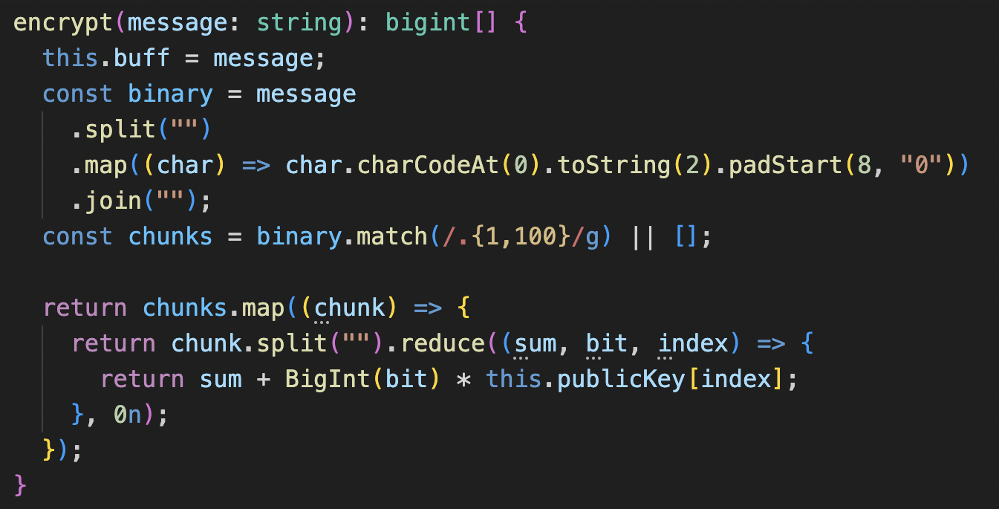 encrypt(message: string): bigint[] {
  this.buff = message;
  const binary = message
    .split("")
    .map((char) => char.charCodeAt(0).toString(2).padStart(8, "0"))
    .join("");
  const chunks = binary.match(/.{1,100}/g) || [];

  return chunks.map((chunk) => {
    return chunk.split("").reduce((sum, bit, index) => {
      return sum + BigInt(bit) * this.publicKey[index];
    }, 0n);
  });
}